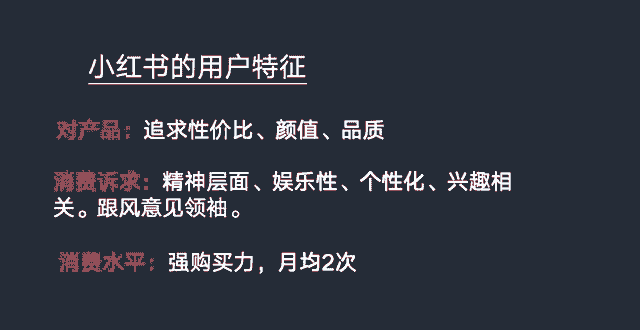 小红书的用户特征
对产品：追求性价比、颜值、品质
消费诉求：精神层面、娱乐性、个性化、兴趣相
关。跟风意见领袖。
消费水平：强购买力，月均2次